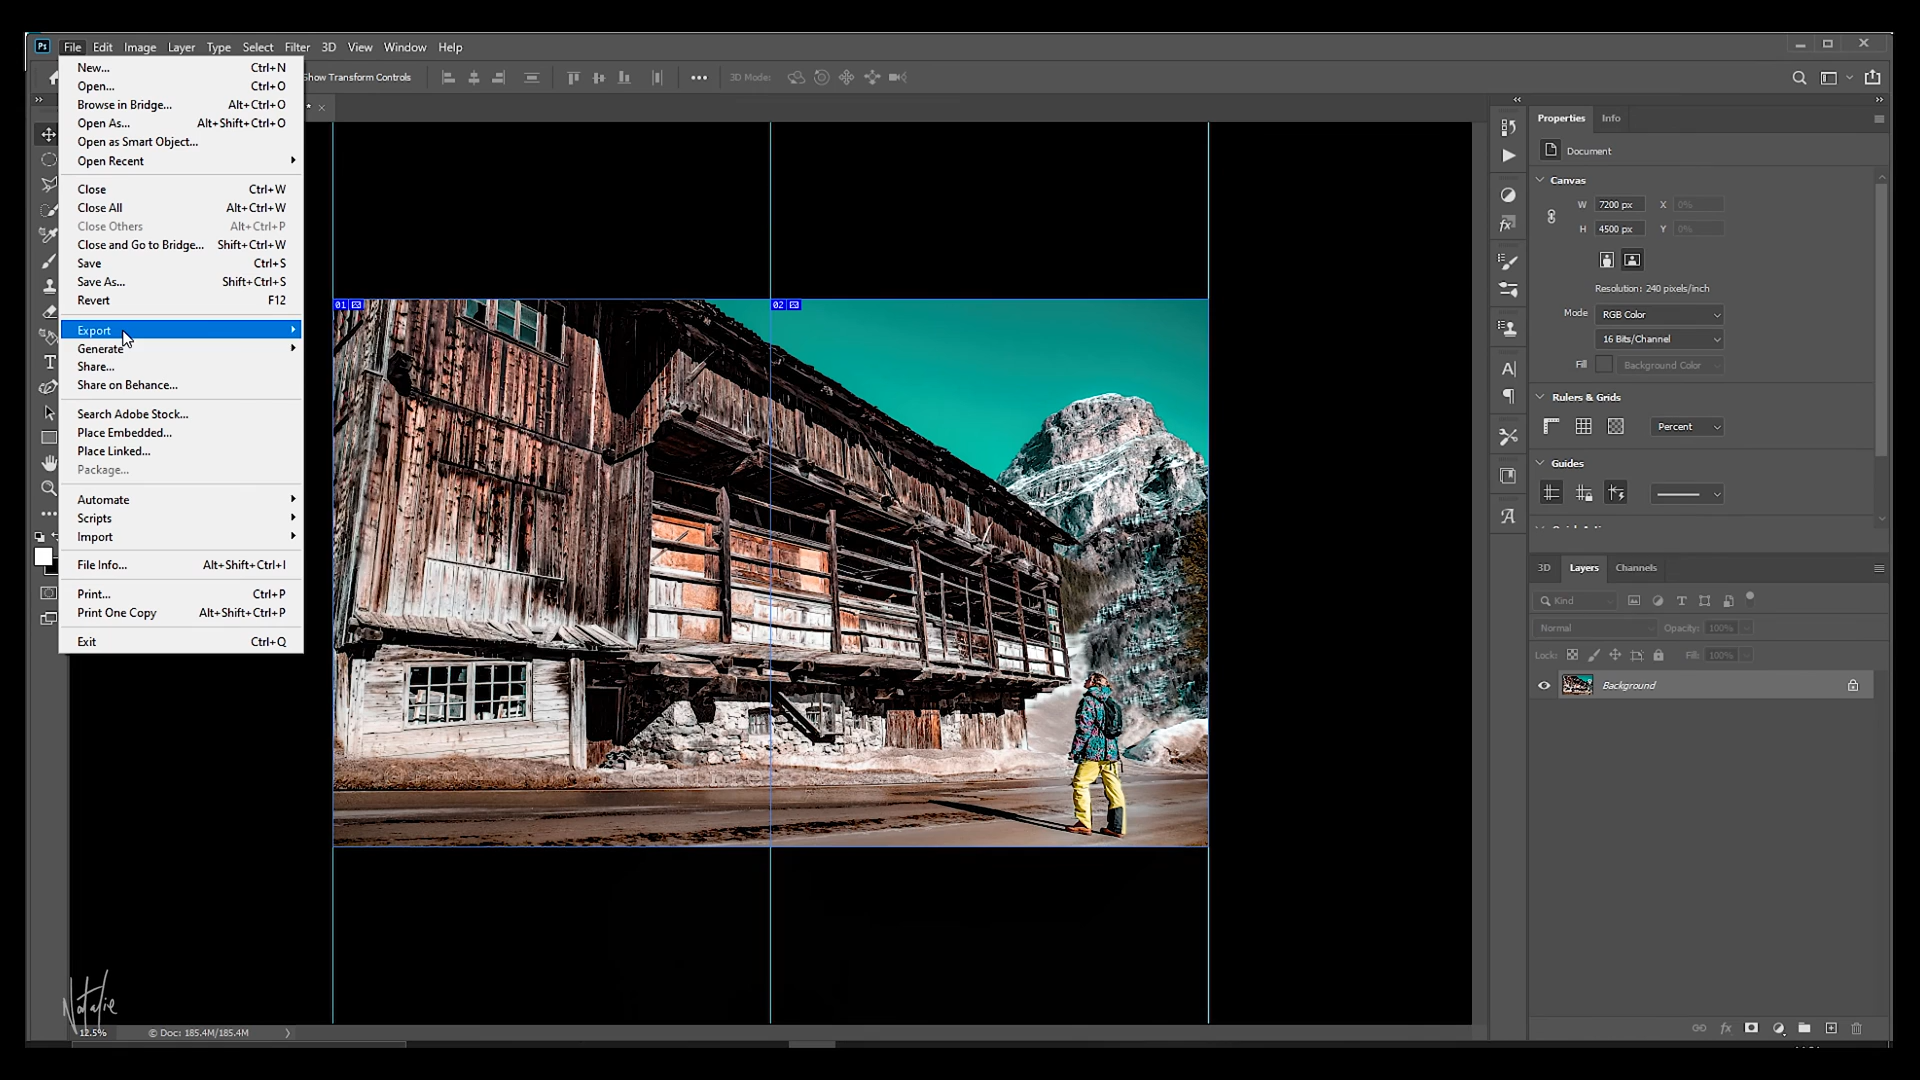 Ps File Edit Image Layer Type Select Filter 3D View Window Help
Show Transform Controls 3D Mode:
New... Ctrl+N
Open... Ctrl+O
Browse in Bridge... Alt+Ctrl+O
Open As... Alt+Shift+Ctrl+O
Open as Smart Object...
Open Recent
Close Ctrl+W
Close All Alt+Ctrl+W
Close Others Alt+Ctrl+P
Close and Go to Bridge... Shift+Ctrl+W
Save Ctrl+S
Save As... Shift+Ctrl+S
Revert F12
Export
Generate
Share...
Share on Behance...
Search Adobe Stock...
Place Embedded...
Place Linked...
Package...
Automate
Scripts
Import
File Info... Alt+Shift+Ctrl+I
Print... Ctrl+P
Print One Copy Alt+Shift+Ctrl+P
Exit Ctrl+Q
01 02
Natalie
12.5% © Doc: 185.4M/185.4M
Properties Info
Document
Canvas
W 7200 px X 0%
H 4500 px Y 0%
Resolution: 240 pixels/inch
Mode RGB Color
16 Bits/Channel
Fill Background Color
Rulers & Grids
Percent
Guides
3D Layers Channels
Kind
Normal Opacity: 100%
Lock: Fill: 100%
Background